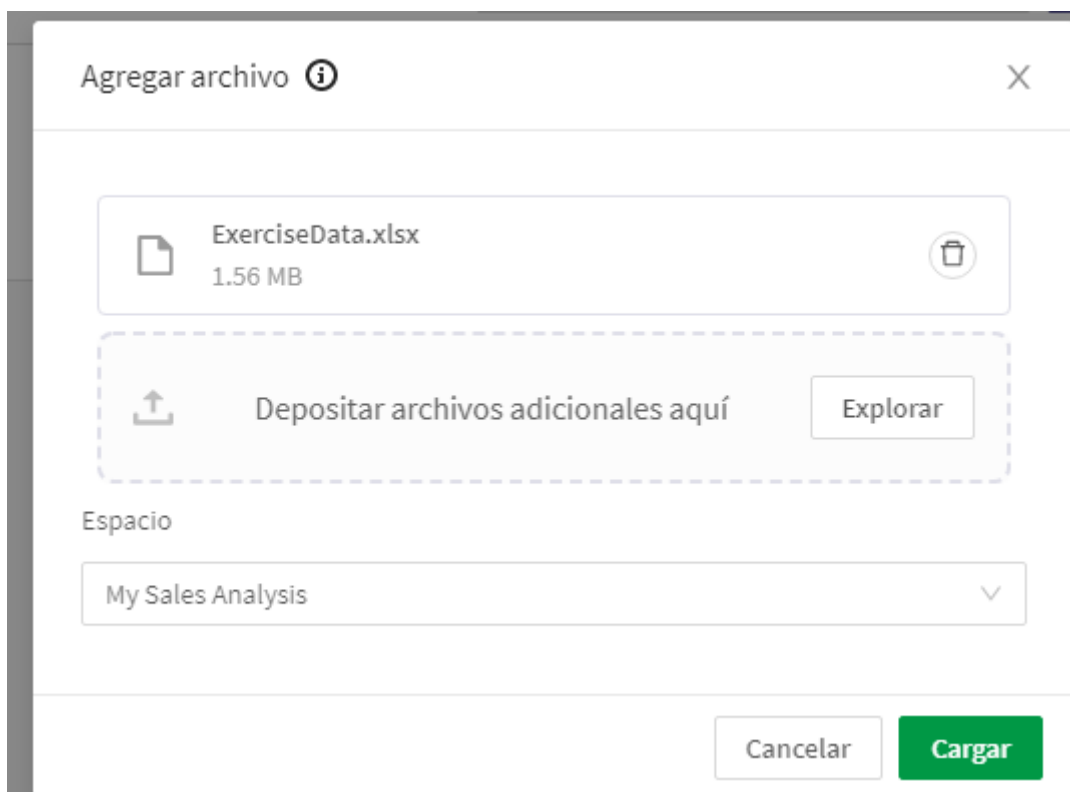 Agregar archivo
ExerciseData.xlsx
1.56 MB
Depositar archivos adicionales aquí
Explorar
Espacio
My Sales Analysis
Cancelar
Cargar